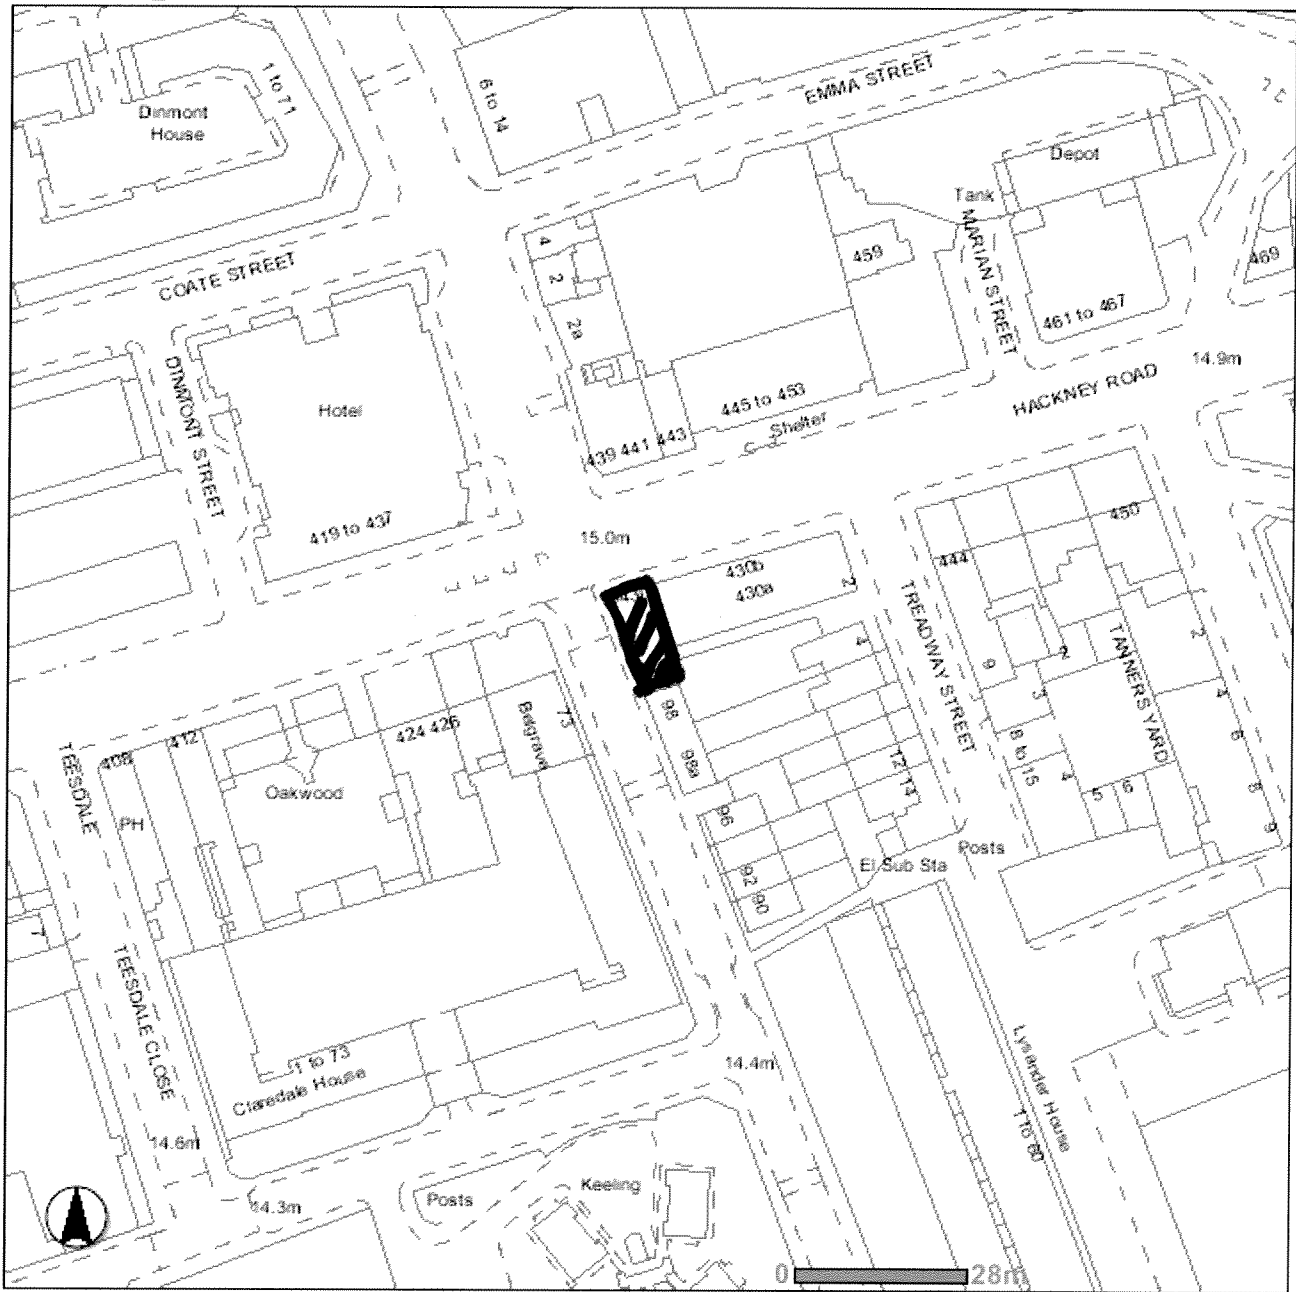 Dinmont
House
1 to 71
6 to 14
EMMA STREET
Depot
Tank
MARIAN STREET
459
469
461 to 467
14.9m
COATE STREET
4
2
2a
DINMONT STREET
Hotel
445 to 453
Shelter
HACKNEY ROAD
439 441 443
419 to 437
15.0m
430b
430a
2
444
450
TREADWAY STREET
TANNERS YARD
4
9
2
2
3
8 to 15
4
5
6
4
6
8
9
98
98a
96
92
90
12 14
El Sub Sta
Posts
TEESDALE
408
412
424 426
Belgrave
73
Oakwood
PH
7
TEESDALE CLOSE
1 to 73
Claredale House
14.4m
Lysander House
1 to 60
14.6m
14.3m
Posts
Keeling
0
28m